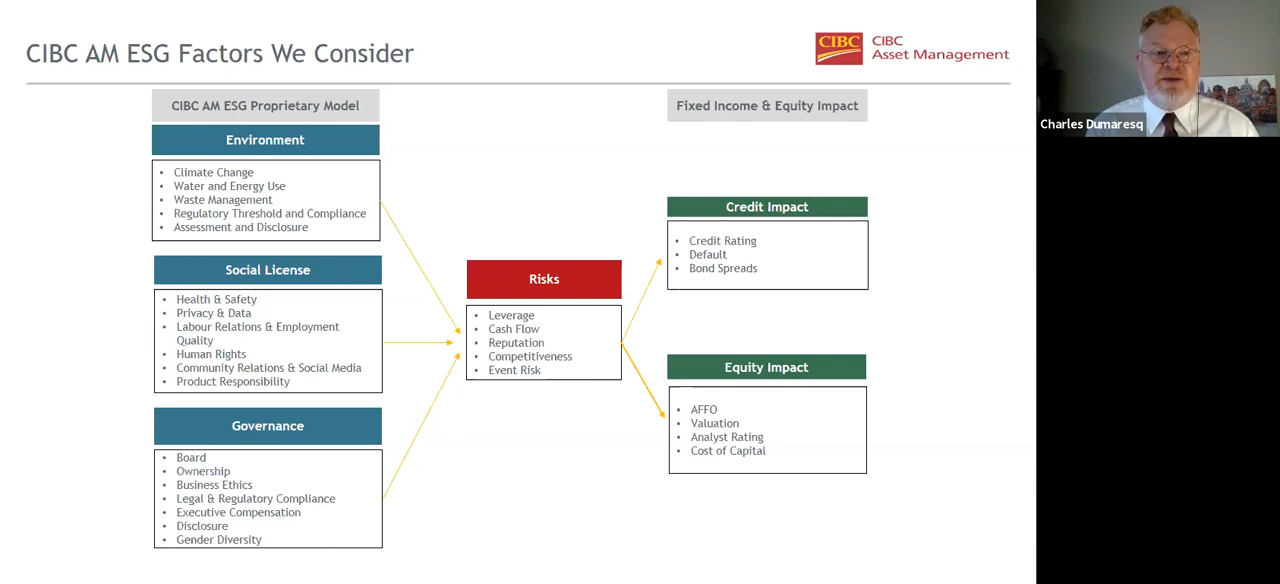 CIBC AM ESG Factors We Consider
CIBC
CIBC
Asset Management
CIBC AM ESG Proprietary Model
Environment
• Climate Change
• Water and Energy Use
• Waste Management
• Regulatory Threshold and Compliance
• Assessment and Disclosure
Social License
• Health & Safety
• Privacy & Data
• Labour Relations & Employment
Quality
• Human Rights
• Community Relations & Social Media
• Product Responsibility
Governance
• Board
• Ownership
• Business Ethics
• Legal & Regulatory Compliance
• Executive Compensation
• Disclosure
• Gender Diversity
Risks
• Leverage
• Cash Flow
• Reputation
• Competitiveness
• Event Risk
Fixed Income & Equity Impact
Credit Impact
• Credit Rating
• Default
• Bond Spreads
Equity Impact
• AFFO
• Valuation
• Analyst Rating
• Cost of Capital
Charles Dumaresq